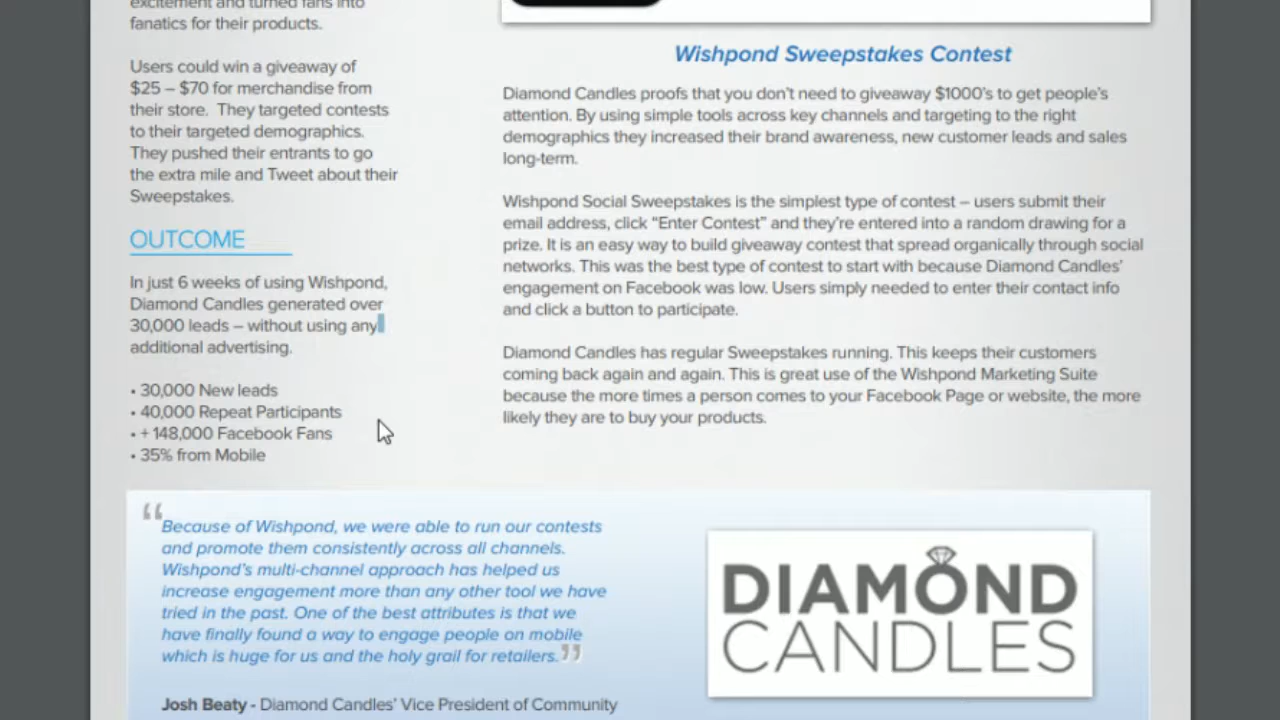 excitement and turned fans into
fanatics for their products.
Users could win a giveaway of
$25 – $70 for merchandise from
their store. They targeted contests
to their targeted demographics.
They pushed their entrants to go
the extra mile and Tweet about their
Sweepstakes.
OUTCOME
In just 6 weeks of using Wishpond,
Diamond Candles generated over
30,000 leads – without using any
additional advertising.
• 30,000 New leads
• 40,000 Repeat Participants
• + 148,000 Facebook Fans
• 35% from Mobile
Wishpond Sweepstakes Contest
Diamond Candles proofs that you don't need to giveaway $1000's to get people's
attention. By using simple tools across key channels and targeting to the right
demographics they increased their brand awareness, new customer leads and sales
long-term.
Wishpond Social Sweepstakes is the simplest type of contest – users submit their
email address, click “Enter Contest” and they're entered into a random drawing for a
prize. It is an easy way to build giveaway contest that spread organically through social
networks. This was the best type of contest to start with because Diamond Candles'
engagement on Facebook was low. Users simply needed to enter their contact info
and click a button to participate.
Diamond Candles has regular Sweepstakes running. This keeps their customers
coming back again and again. This is great use of the Wishpond Marketing Suite
because the more times a person comes to your Facebook Page or website, the more
likely they are to buy your products.
“Because of Wishpond, we were able to run our contests
and promote them consistently across all channels.
Wishpond's multi-channel approach has helped us
increase engagement more than any other tool we have
tried in the past. One of the best attributes is that we
have finally found a way to engage people on mobile
which is huge for us and the holy grail for retailers.”
Josh Beaty - Diamond Candles' Vice President of Community
DIAMOND
CANDLES